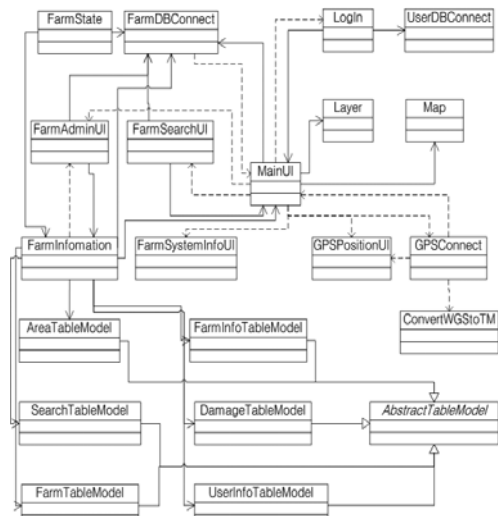 FarmState
FarmDBConnect
LogIn
UserDBConnect
FarmAdminUI
FarmSearchUI
Layer
Map
MainUI
FarmInfomation
FarmSystemInfoUI
GPSPositionUI
GPSConnect
AreaTableModel
FarmInfoTableModel
ConvertWGStoTM
SearchTableModel
DamageTableModel
AbstractTableModel
FarmTableModel
UserInfoTableModel